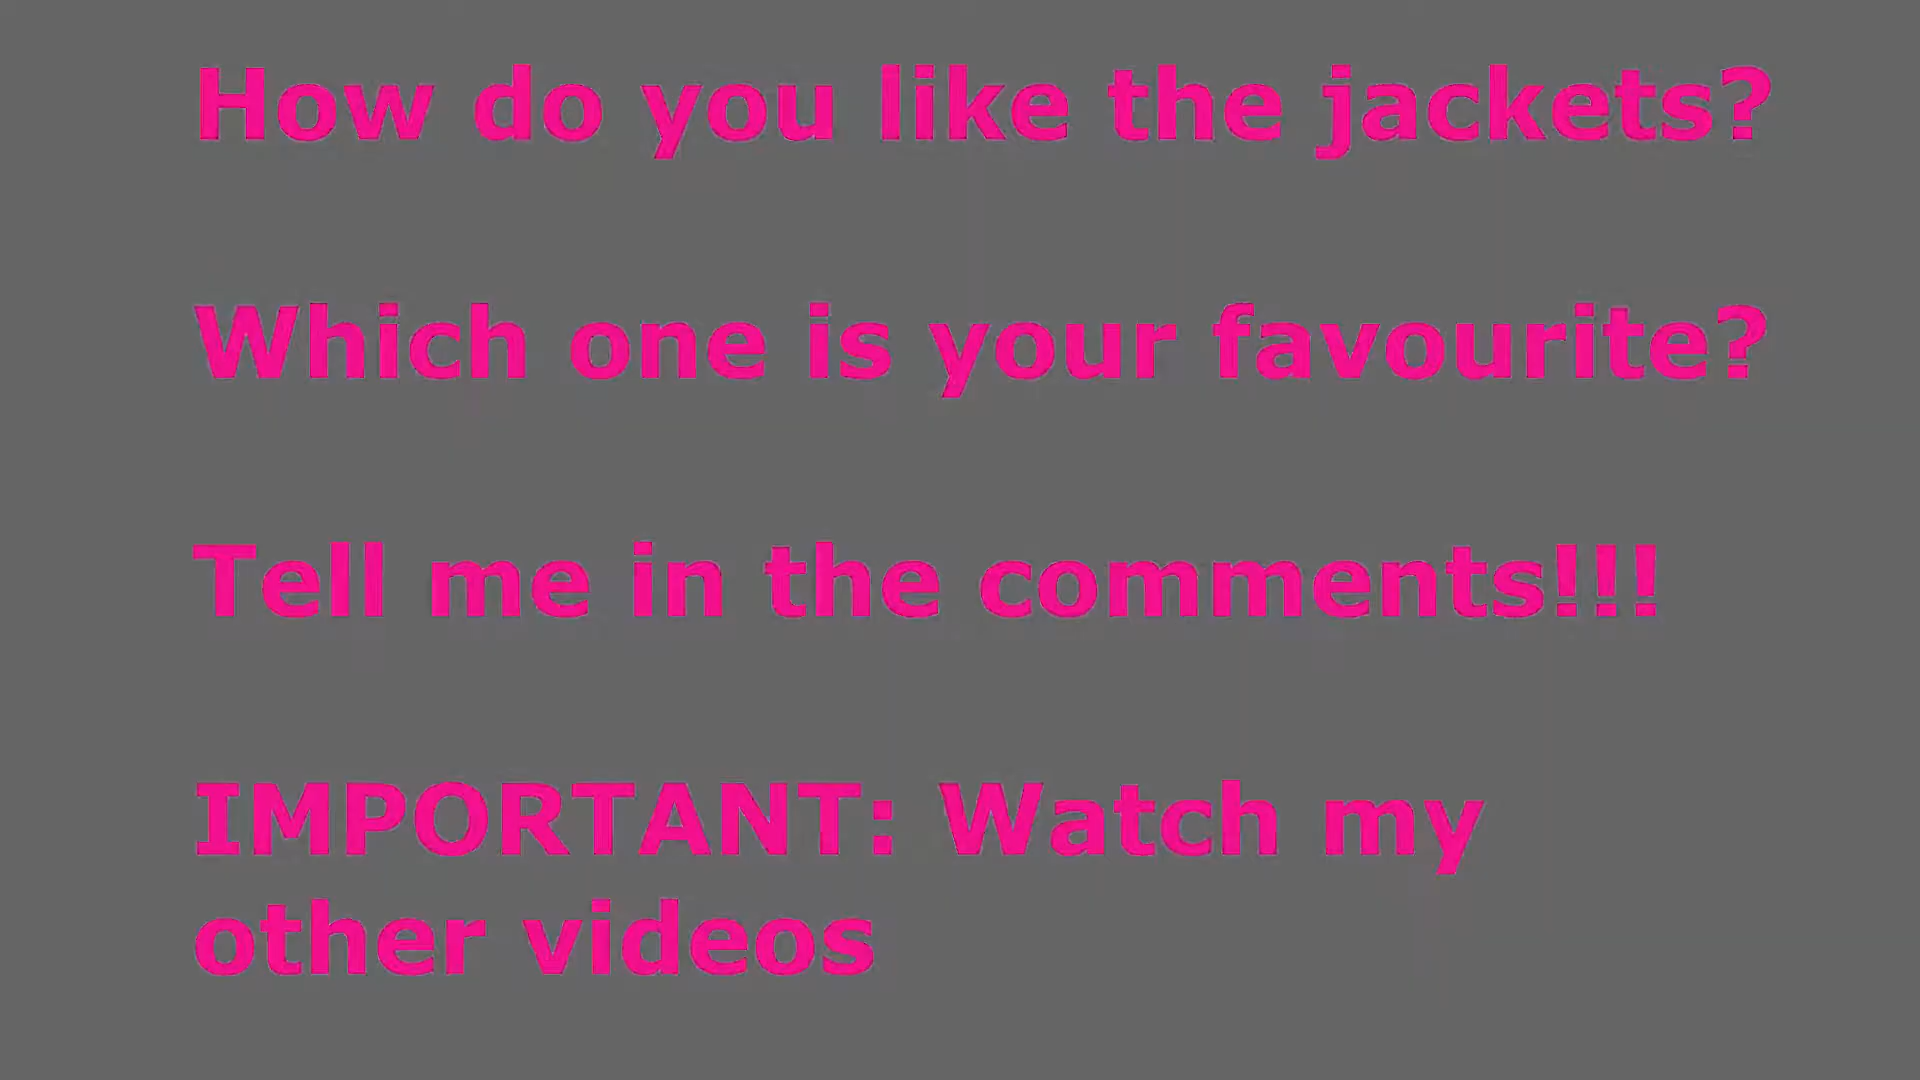 How do you like the jackets?
Which one is your favourite?
Tell me in the comments!!!
IMPORTANT: Watch my
other videos